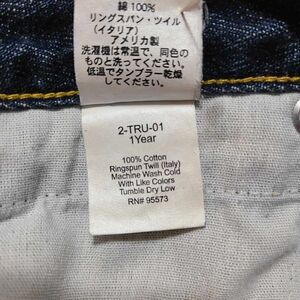 綿 100%
リングスパン・ツイル
(イタリア)
アメリカ製
洗濯機は常温で、同色の
ものと洗ってください。
低温でタンブラー乾燥
してください。
2-TRU-01
1Year
100% Cotton
Ringspun Twill (Italy)
Machine Wash Cold
With Like Colors
Tumble Dry Low
RN# 95573